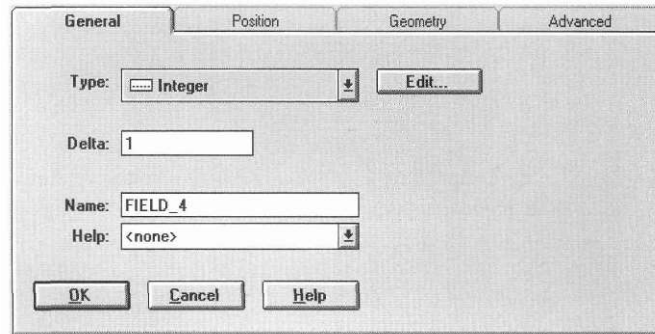 General Position Geometry Advanced
Type: Integer Edit...
Delta: 1
Name: FIELD_4
Help: <none>
OK Cancel Help